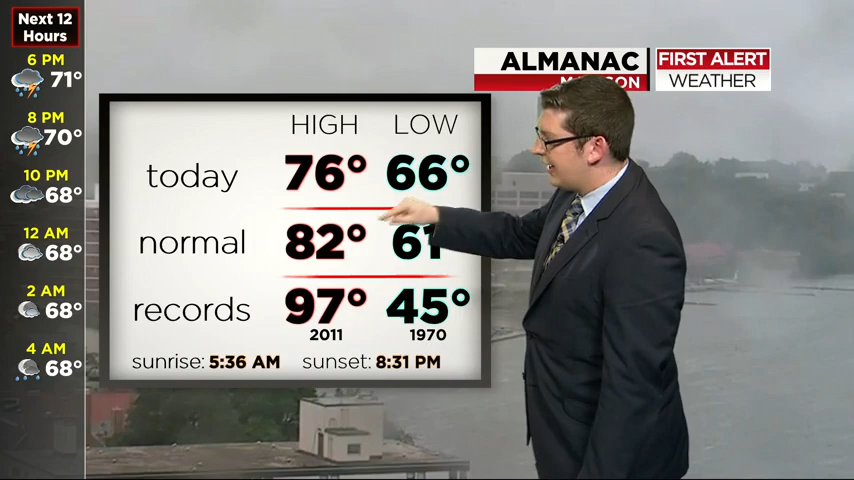 Next 12
Hours
6 PM
71°
8 PM
70°
10 PM
68°
12 AM
68°
2 AM
68°
4 AM
68°
ALMANAC
FIRST ALERT
WEATHER
HIGH LOW
today 76° 66°
normal 82° 61
records 97° 45°
2011 1970
sunrise: 5:36 AM sunset: 8:31 PM